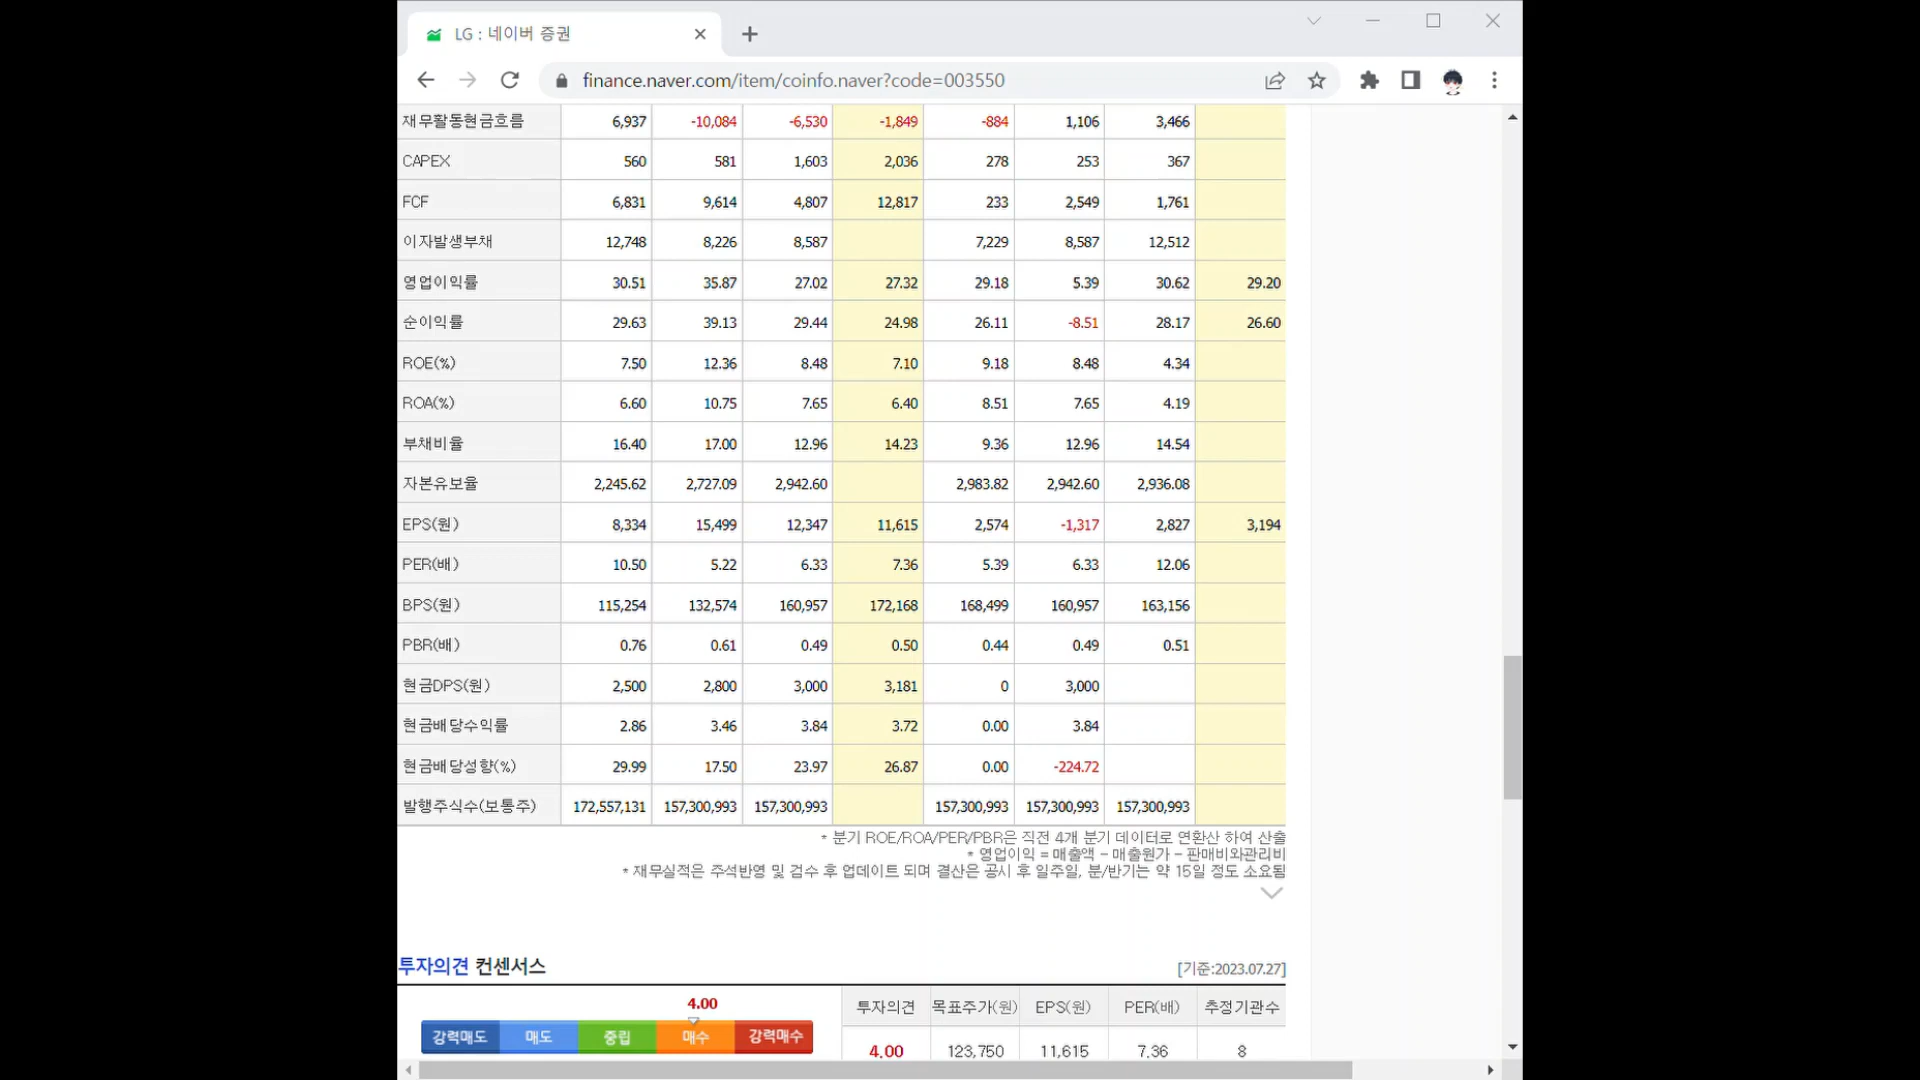 LG : 네이버 증권
finance.naver.com/item/coinfo.naver?code=003550
재무활동현금흐름 6,937 -10,084 -6,530 -1,849 -884 1,106 3,466
CAPEX 560 581 1,603 2,036 278 253 367
FCF 6,831 9,614 4,807 12,817 233 2,549 1,761
이자발생부채 12,748 8,226 8,587 7,229 8,587 12,512
영업이익률 30.51 35.87 27.02 27.32 29.18 5.39 30.62 29.20
순이익률 29.63 39.13 29.44 24.98 26.11 -8.51 28.17 26.60
ROE(%) 7.50 12.36 8.48 7.10 9.18 8.48 4.34
ROA(%) 6.60 10.75 7.65 6.40 8.51 7.65 4.19
부채비율 16.40 17.00 12.96 14.23 9.36 12.96 14.54
자본유보율 2,245.62 2,727.09 2,942.60 2,983.82 2,942.60 2,936.08
EPS(원) 8,334 15,499 12,347 11,615 2,574 -1,317 2,827 3,194
PER(배) 10.50 5.22 6.33 7.36 5.39 6.33 12.06
BPS(원) 115,254 132,574 160,957 172,168 168,499 160,957 163,156
PBR(배) 0.76 0.61 0.49 0.50 0.44 0.49 0.51
현금DPS(원) 2,500 2,800 3,000 3,181 0 3,000
현금배당수익률 2.86 3.46 3.84 3.72 0.00 3.84
현금배당성향(%) 29.99 17.50 23.97 26.87 0.00 -224.72
발행주식수(보통주) 172,557,131 157,300,993 157,300,993 157,300,993 157,300,993 157,300,993
* 분기 ROE/ROA/PER/PBR은 직전 4개 분기 데이터로 연환산 하여 산출
* 영업이익 = 매출액 - 매출원가 - 판매비와관리비
* 재무실적은 주석반영 및 검수 후 업데이트 되며 결산은 공시 후 일주일, 분/반기는 약 15일 정도 소요됨
투자의견 컨센서스 [기준:2023.07.27]
4.00
강력매도 매도 중립 매수 강력매수
투자의견 목표주가(원) EPS(원) PER(배) 추정기관수
4.00 123,750 11,615 7.36 8